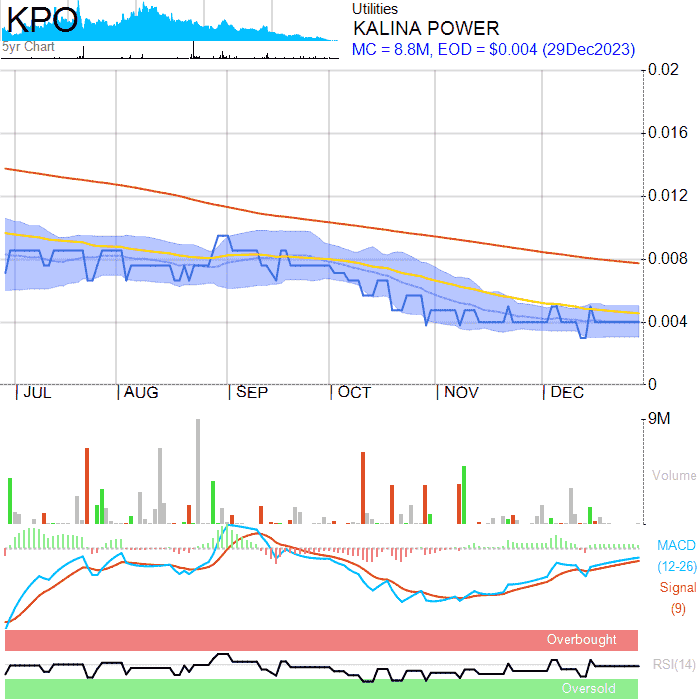 KPO
5yr Chart
Utilities
KALINA POWER
MC = 8.8M, EOD = $0.004 (29Dec2023)
0.02
0.016
0.012
0.008
0.004
0
JUL AUG SEP OCT NOV DEC
9M
Volume
MACD
(12-26)
Signal
(9)
Overbought
RSI(14)
Oversold